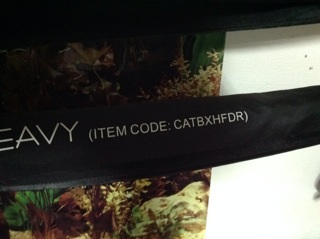 EAVY (ITEM CODE: CATBXHFDR)